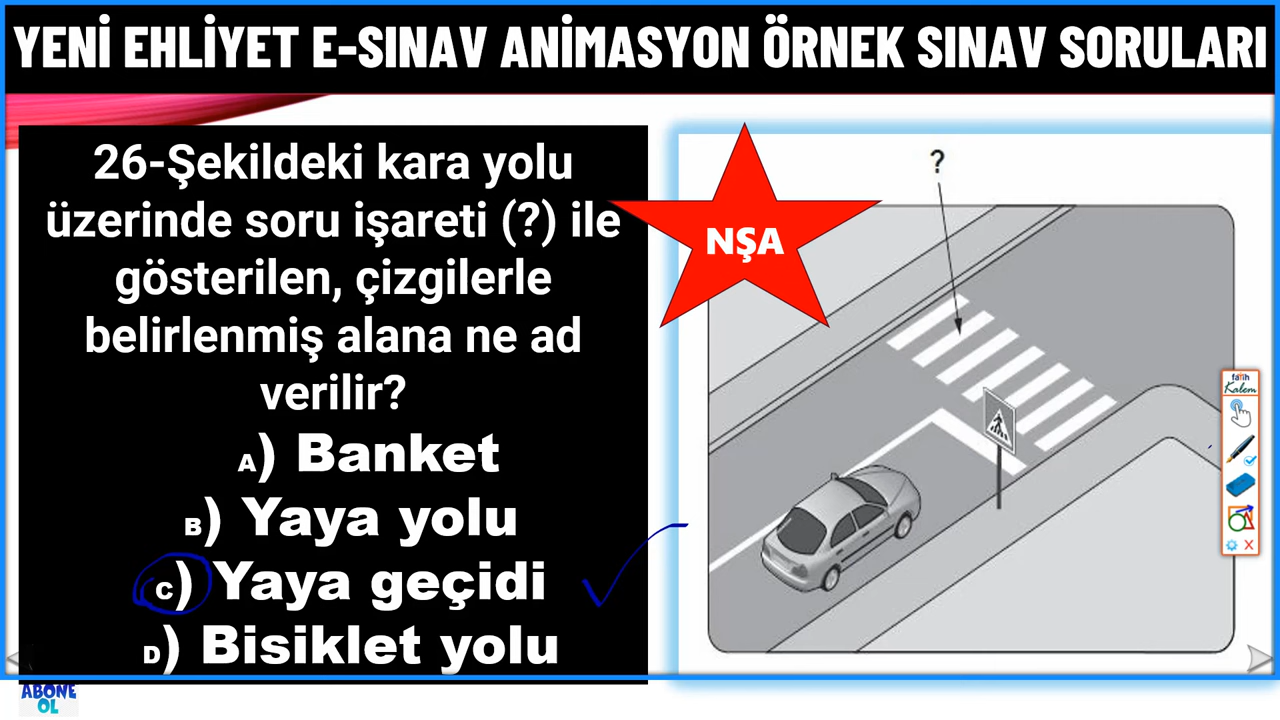 YENİ EHLİYET E-SINAV ANİMASYON ÖRNEK SINAV SORULARI
26-Şekildeki kara yolu
üzerinde soru işareti (?) ile
gösterilen, çizgilerle
belirlenmiş alana ne ad
verilir?
A) Banket
B) Yaya yolu
C) Yaya geçidi
D) Bisiklet yolu
NŞA
?
fatih
Kalem
ABONE
OL